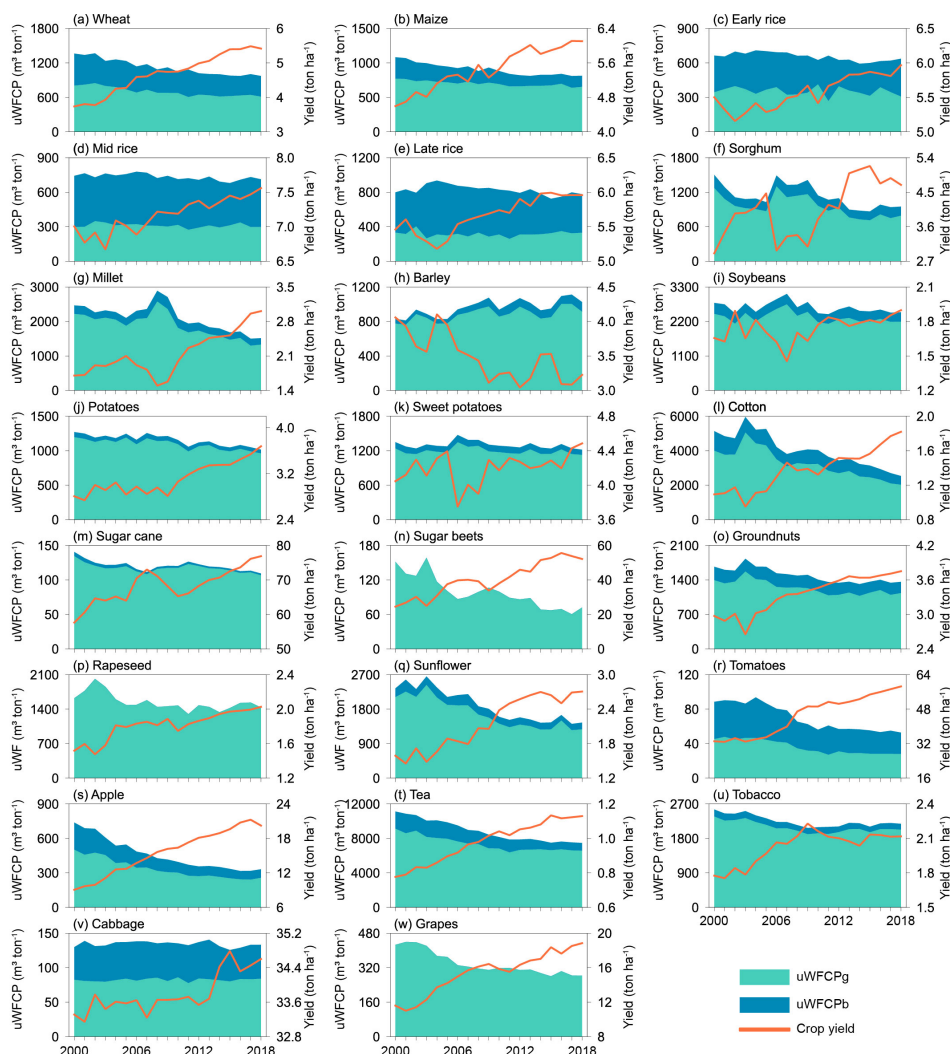 (a) Wheat
uWFCP (m³ ton⁻¹)
1800
1200
600
0
6
5
4
3
Yield (ton ha⁻¹)
(b) Maize
uWFCP (m³ ton⁻¹)
1400
1000
600
400
0
6.4
5.6
4.8
4.0
Yield (ton ha⁻¹)
(c) Early rice
uWFCP (m³ ton⁻¹)
900
600
300
0
6.5
6.0
5.5
5.0
Yield (ton ha⁻¹)
(d) Mid rice
uWFCP (m³ ton⁻¹)
900
600
300
0
8.0
7.5
7.0
6.5
Yield (ton ha⁻¹)
(e) Late rice
uWFCP (m³ ton⁻¹)
1200
800
400
0
6.5
6.0
5.5
5.0
Yield (ton ha⁻¹)
(f) Sorghum
uWFCP (m³ ton⁻¹)
1800
1200
600
0
5.2
2.7
Yield (ton ha⁻¹)
(g) Millet
uWFCP (m³ ton⁻¹)
3000
2000
1000
0
3.5
2.8
2.1
1.4
Yield (ton ha⁻¹)
(h) Barley
uWFCP (m³ ton⁻¹)
1200
800
400
0
4.5
4.0
3.5
3.0
Yield (ton ha⁻¹)
(i) Soybeans
uWFCP (m³ ton⁻¹)
3300
2200
1100
0
2.1
1.8
1.5
1.2
Yield (ton ha⁻¹)
(j) Potatoes
uWFCP (m³ ton⁻¹)
1500
1000
500
0
4.0
3.2
2.4
Yield (ton ha⁻¹)
(k) Sweet potatoes
uWFCP (m³ ton⁻¹)
1800
1200
600
0
4.8
4.4
4.0
3.6
Yield (ton ha⁻¹)
(l) Cotton
uWFCP (m³ ton⁻¹)
6000
4000
2000
0
2.0
1.6
1.2
0.8
Yield (ton ha⁻¹)
(m) Sugar cane
uWFCP (m³ ton⁻¹)
150
100
50
0
80
70
60
50
Yield (ton ha⁻¹)
(n) Sugar beets
uWFCP (m³ ton⁻¹)
180
120
60
0
60
40
20
0
Yield (ton ha⁻¹)
(o) Groundnuts
uWFCP (m³ ton⁻¹)
2100
1400
700
0
4.2
3.6
3.0
2.4
Yield (ton ha⁻¹)
(p) Rapeseed
uWF (m³ ton⁻¹)
2100
1400
700
0
2.4
2.0
1.6
1.2
Yield (ton ha⁻¹)
(q) Sunflower
uWF (m³ ton⁻¹)
2700
1800
900
0
3.0
2.4
1.8
1.2
Yield (ton ha⁻¹)
(r) Tomatoes
uWFCP (m³ ton⁻¹)
120
80
40
0
64
48
32
16
Yield (ton ha⁻¹)
(s) Apple
uWFCP (m³ ton⁻¹)
900
600
300
0
24
18
12
6
Yield (ton ha⁻¹)
(t) Tea
uWFCP (m³ ton⁻¹)
12000
8000
4000
0
1.2
1.0
0.8
0.6
Yield (ton ha⁻¹)
(u) Tobacco
uWFCP (m³ ton⁻¹)
2700
1800
900
0
2.4
2.1
1.8
1.5
Yield (ton ha⁻¹)
2000 2006 2012 2018
(v) Cabbage
uWFCP (m³ ton⁻¹)
150
100
50
0
35.2
34.4
33.6
32.8
Yield (ton ha⁻¹)
2000 2006 2012 2018
(w) Grapes
uWFCP (m³ ton⁻¹)
480
320
160
0
20
16
12
8
Yield (ton ha⁻¹)
2000 2006 2012 2018
uWFCPg
uWFCPb
Crop yield